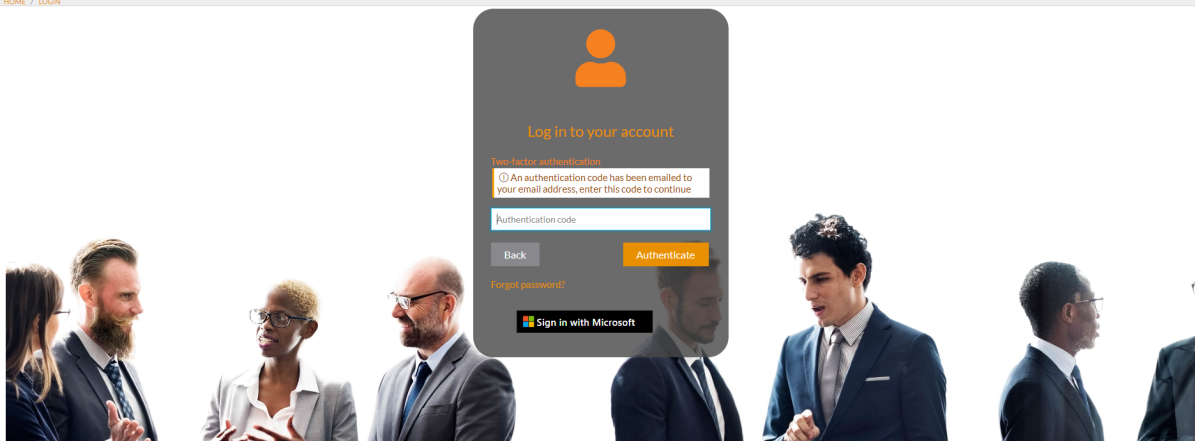 HOME / LOGIN
Log in to your account
Two-factor authentication
An authentication code has been emailed to
your email address, enter this code to continue
Authentication code
Back
Authenticate
Forgot password?
Sign in with Microsoft